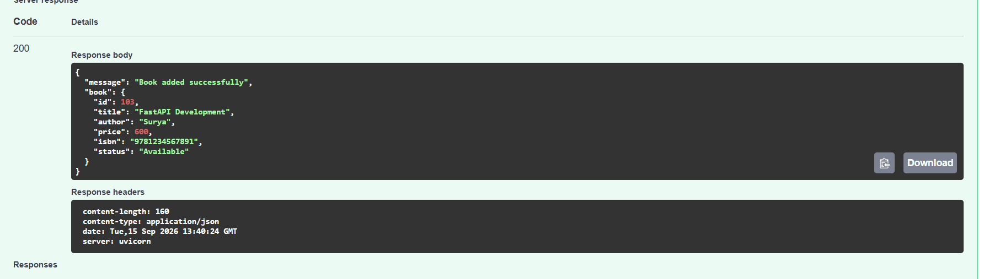 Server response
Code Details
200
Response body
{
  "message": "Book added successfully",
  "book": {
    "id": 103,
    "title": "FastAPI Development",
    "author": "Surya",
    "price": 600,
    "isbn": "9781234567891",
    "status": "Available"
  }
}
Download
Response headers
content-length: 160
content-type: application/json
date: Tue,15 Sep 2026 13:40:24 GMT
server: uvicorn
Responses